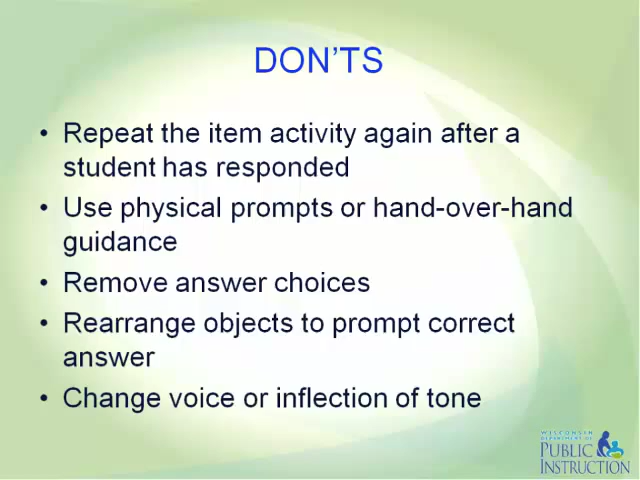 DON'TS
• Repeat the item activity again after a
student has responded
• Use physical prompts or hand-over-hand
guidance
• Remove answer choices
• Rearrange objects to prompt correct
answer
• Change voice or inflection of tone
WISCONSIN
DEPARTMENT OF
PUBLIC
INSTRUCTION